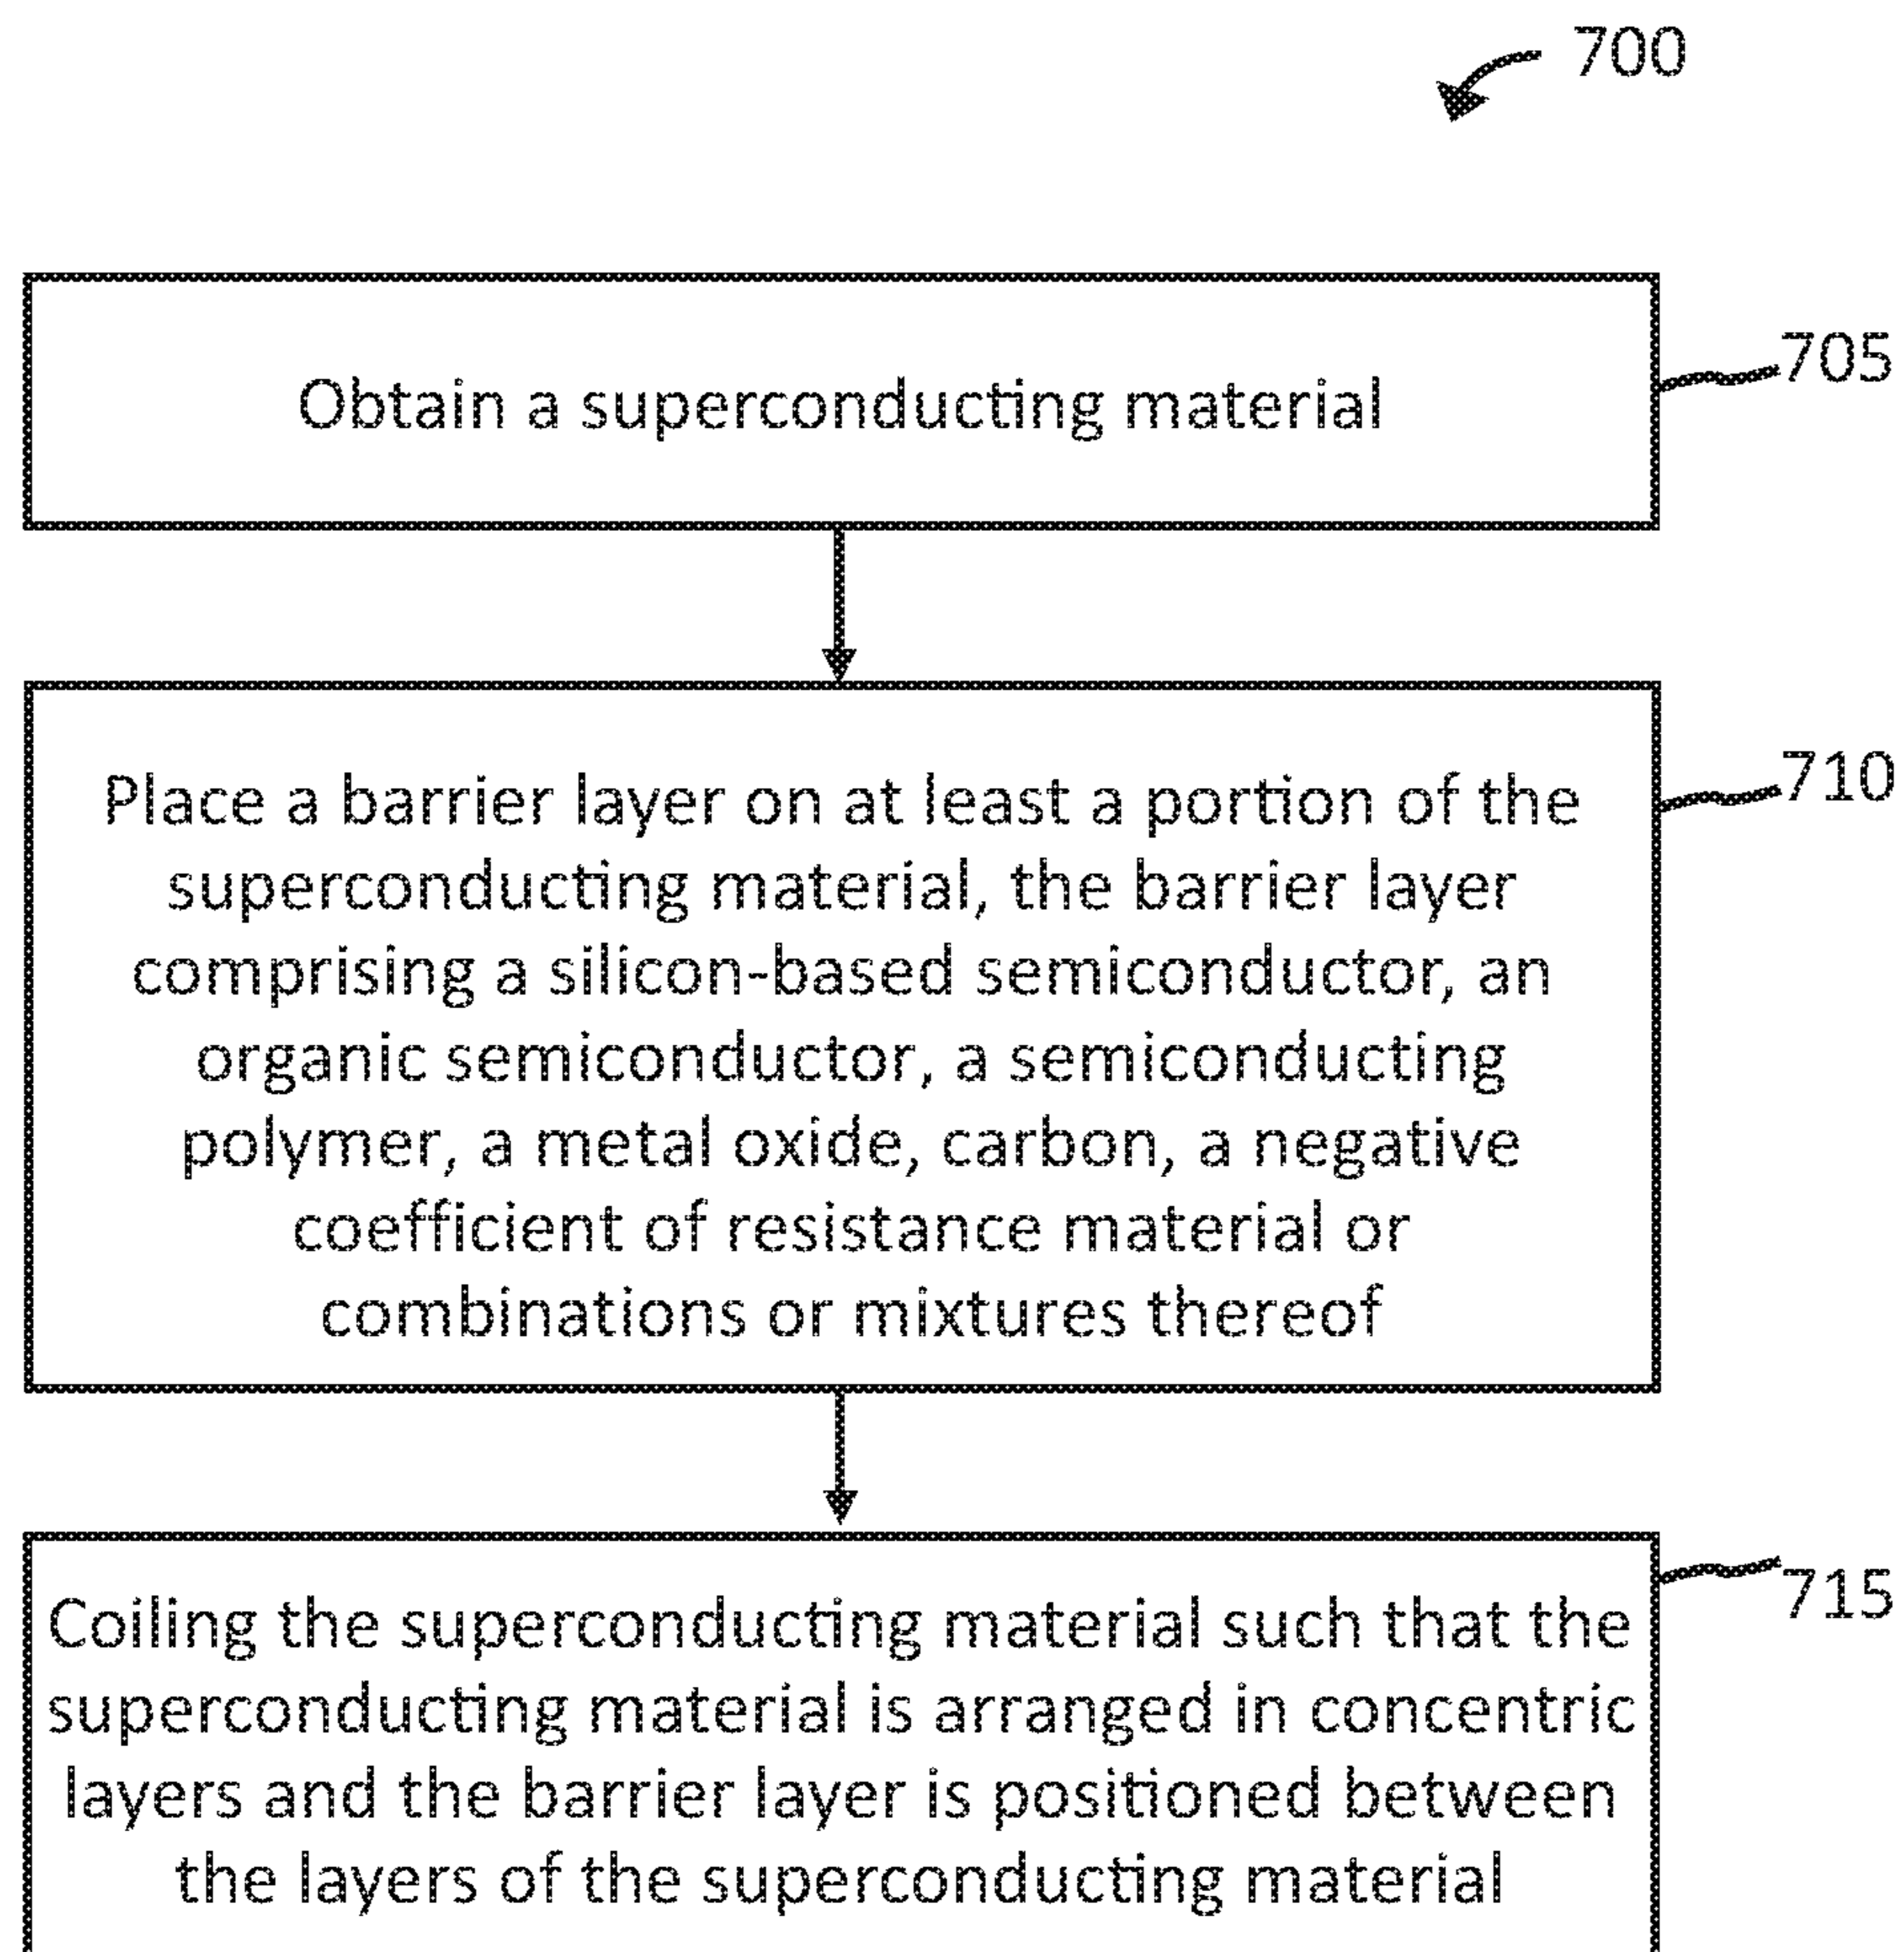 700
Obtain a superconducting material
705
Place a barrier layer on at least a portion of the
superconducting material, the barrier layer
comprising a silicon-based semiconductor, an
organic semiconductor, a semiconducting
polymer, a metal oxide, carbon, a negative
coefficient of resistance material or
combinations or mixtures thereof
710
Coiling the superconducting material such that the
superconducting material is arranged in concentric
layers and the barrier layer is positioned between
the layers of the superconducting material
715